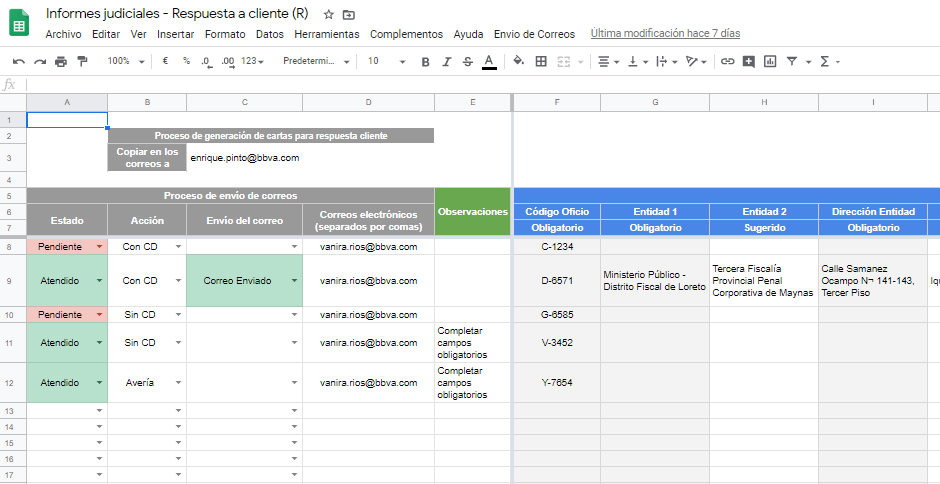 Informes judiciales - Respuesta a cliente (R)
Archivo Editar Ver Insertar Formato Datos Herramientas Complementos Ayuda Envio de Correos Última modificación hace 7 días
100% € % .0 .00 123 Predetermi... 10 B I S A
fx
A B C D E F G H I
1
2 Proceso de generación de cartas para respuesta cliente
3 Copiar en los correos a enrique.pinto@bbva.com
4
5 Proceso de envío de correos
6 Estado Acción Envío del correo Correos electrónicos (separados por comas) Observaciones Código Oficio Entidad 1 Entidad 2 Dirección Entidad
7 Obligatorio Obligatorio Sugerido Obligatorio
8 Pendiente Con CD vanira.rios@bbva.com C-1234
9 Atendido Con CD Correo Enviado vanira.rios@bbva.com D-6571 Ministerio Público - Distrito Fiscal de Loreto Tercera Fiscalía Provincial Penal Corporativa de Maynas Calle Samanez Ocampo N¬ 141-143, Tercer Piso
10 Pendiente Sin CD vanira.rios@bbva.com G-6585
11 Atendido Sin CD vanira.rios@bbva.com Completar campos obligatorios V-3452
12 Atendido Avería vanira.rios@bbva.com Completar campos obligatorios Y-7654
13
14
15
16
17